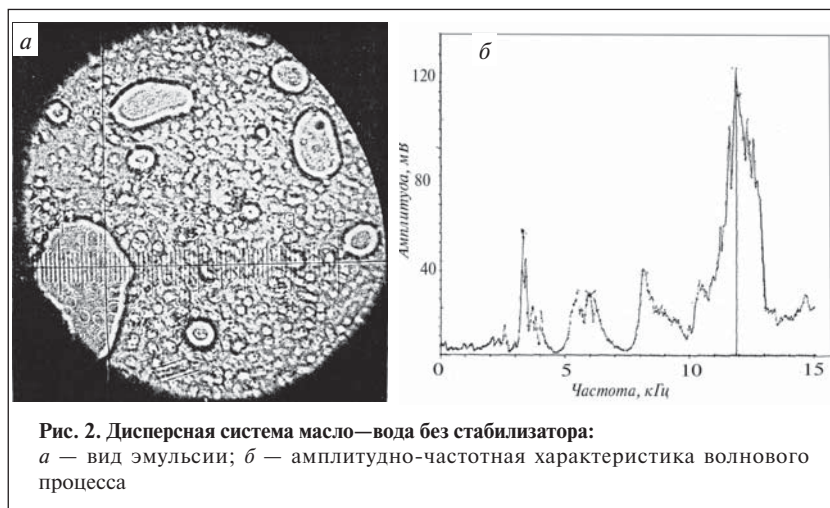 а
б
Амплитуда, мВ
120
80
40
0
5
10
15
Частота, кГц
Рис. 2. Дисперсная система масло—вода без стабилизатора:
а — вид эмульсии; б — амплитудно-частотная характеристика волнового
процесса